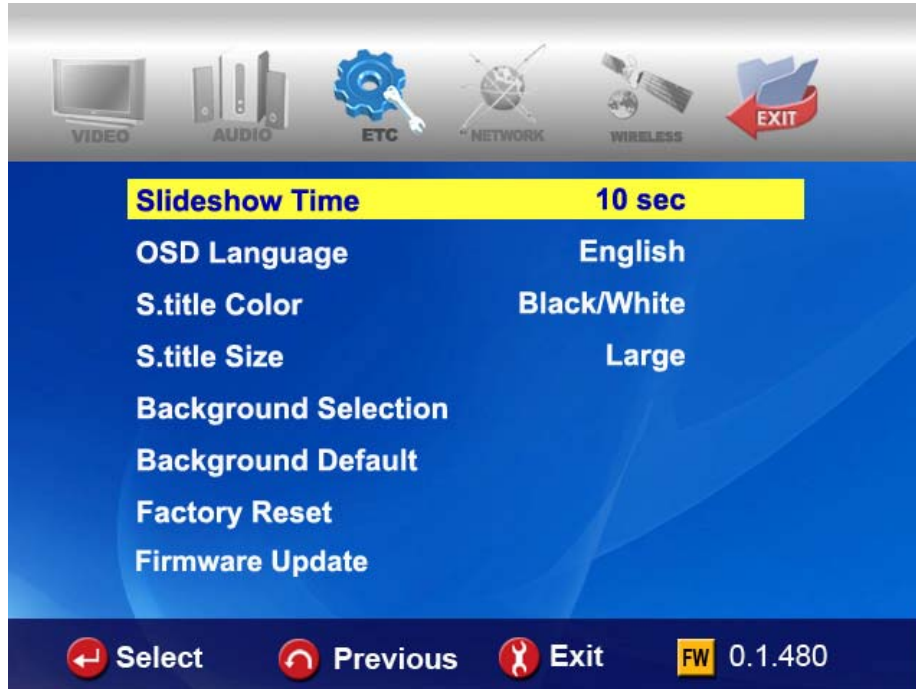 VIDEO AUDIO ETC NETWORK WIRELESS EXIT
Slideshow Time 10 sec
OSD Language English
S.title Color Black/White
S.title Size Large
Background Selection
Background Default
Factory Reset
Firmware Update
Select Previous Exit FW 0.1.480